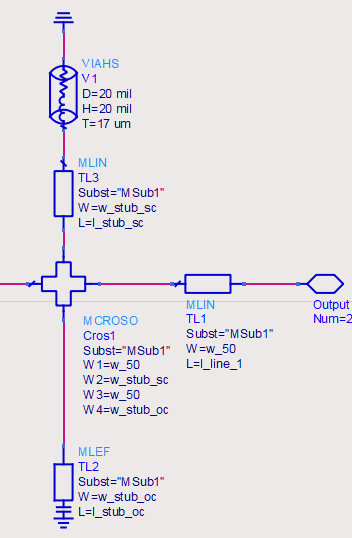 VIAHS
V1
D=20 mil
H=20 mil
T=17 um
MLIN
TL3
Subst="MSub1"
W=w_stub_sc
L=l_stub_sc
MCROSO
Cros1
Subst="MSub1"
W1=w_50
W2=w_stub_sc
W3=w_50
W4=w_stub_oc
MLIN
TL1
Subst="MSub1"
W=w_50
L=l_line_1
Output
Num=2
MLEF
TL2
Subst="MSub1"
W=w_stub_oc
L=l_stub_oc